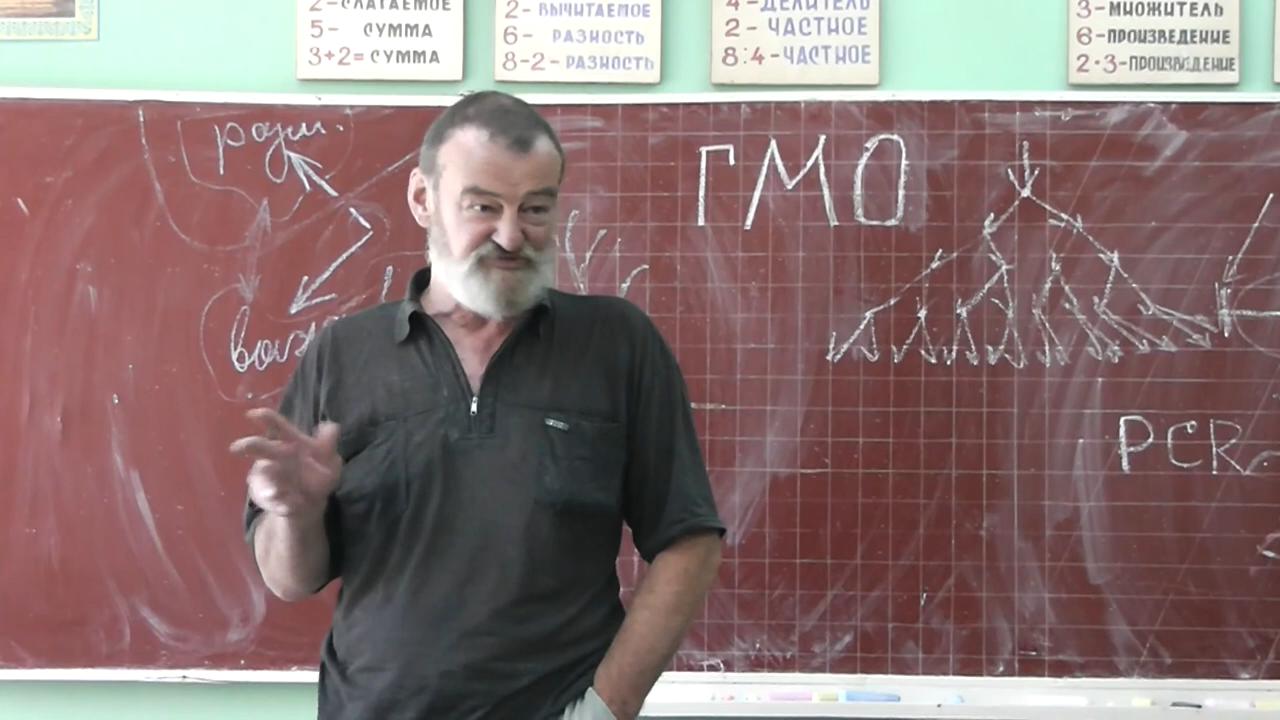 2-СЛАГАЕМОЕ
5- СУММА
3+2= СУММА
2- ВЫЧИТАЕМОЕ
6- РАЗНОСТЬ
8-2- РАЗНОСТЬ
4-ДЕЛИТЕЛЬ
2- ЧАСТНОЕ
8:4-ЧАСТНОЕ
3-МНОЖИТЕЛЬ
6-ПРОИЗВЕДЕНИЕ
2·3-ПРОИЗВЕДЕНИЕ
ГМО
PCR